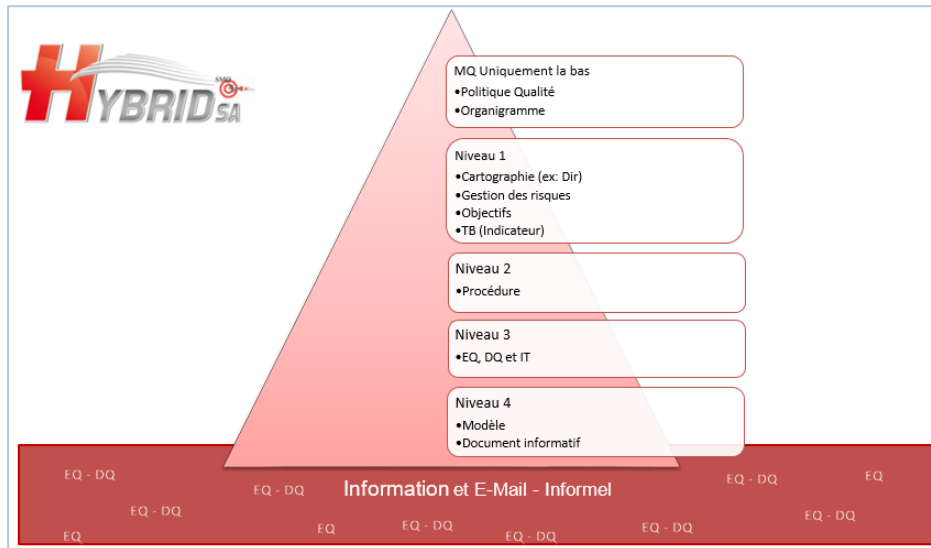 HYBRID SA
SMQ
MQ Uniquement la bas
•Politique Qualité
•Organigramme
Niveau 1
•Cartographie (ex: Dir)
•Gestion des risques
•Objectifs
•TB (Indicateur)
Niveau 2
•Procédure
Niveau 3
•EQ, DQ et IT
Niveau 4
•Modèle
•Document informatif
EQ - DQ
EQ - DQ
Information et E-Mail - Informel
EQ - DQ
EQ
EQ - DQ
EQ - DQ
EQ
EQ
EQ - DQ
EQ - DQ
EQ - DQ